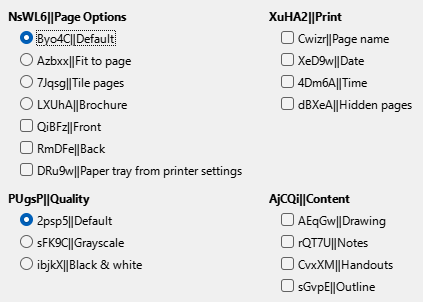 NsWL6||Page Options
Byo4C||Default
Azbxx||Fit to page
7Jqsg||Tile pages
LXUhA||Brochure
QiBFz||Front
RmDFe||Back
DRu9w||Paper tray from printer settings
XuHA2||Print
Cwizr||Page name
XeD9w||Date
4Dm6A||Time
dBXeA||Hidden pages
PUgsP||Quality
2psp5||Default
sFK9C||Grayscale
ibjkX||Black & white
AjCQi||Content
AEqGw||Drawing
rQT7U||Notes
CvxXM||Handouts
sGvpE||Outline